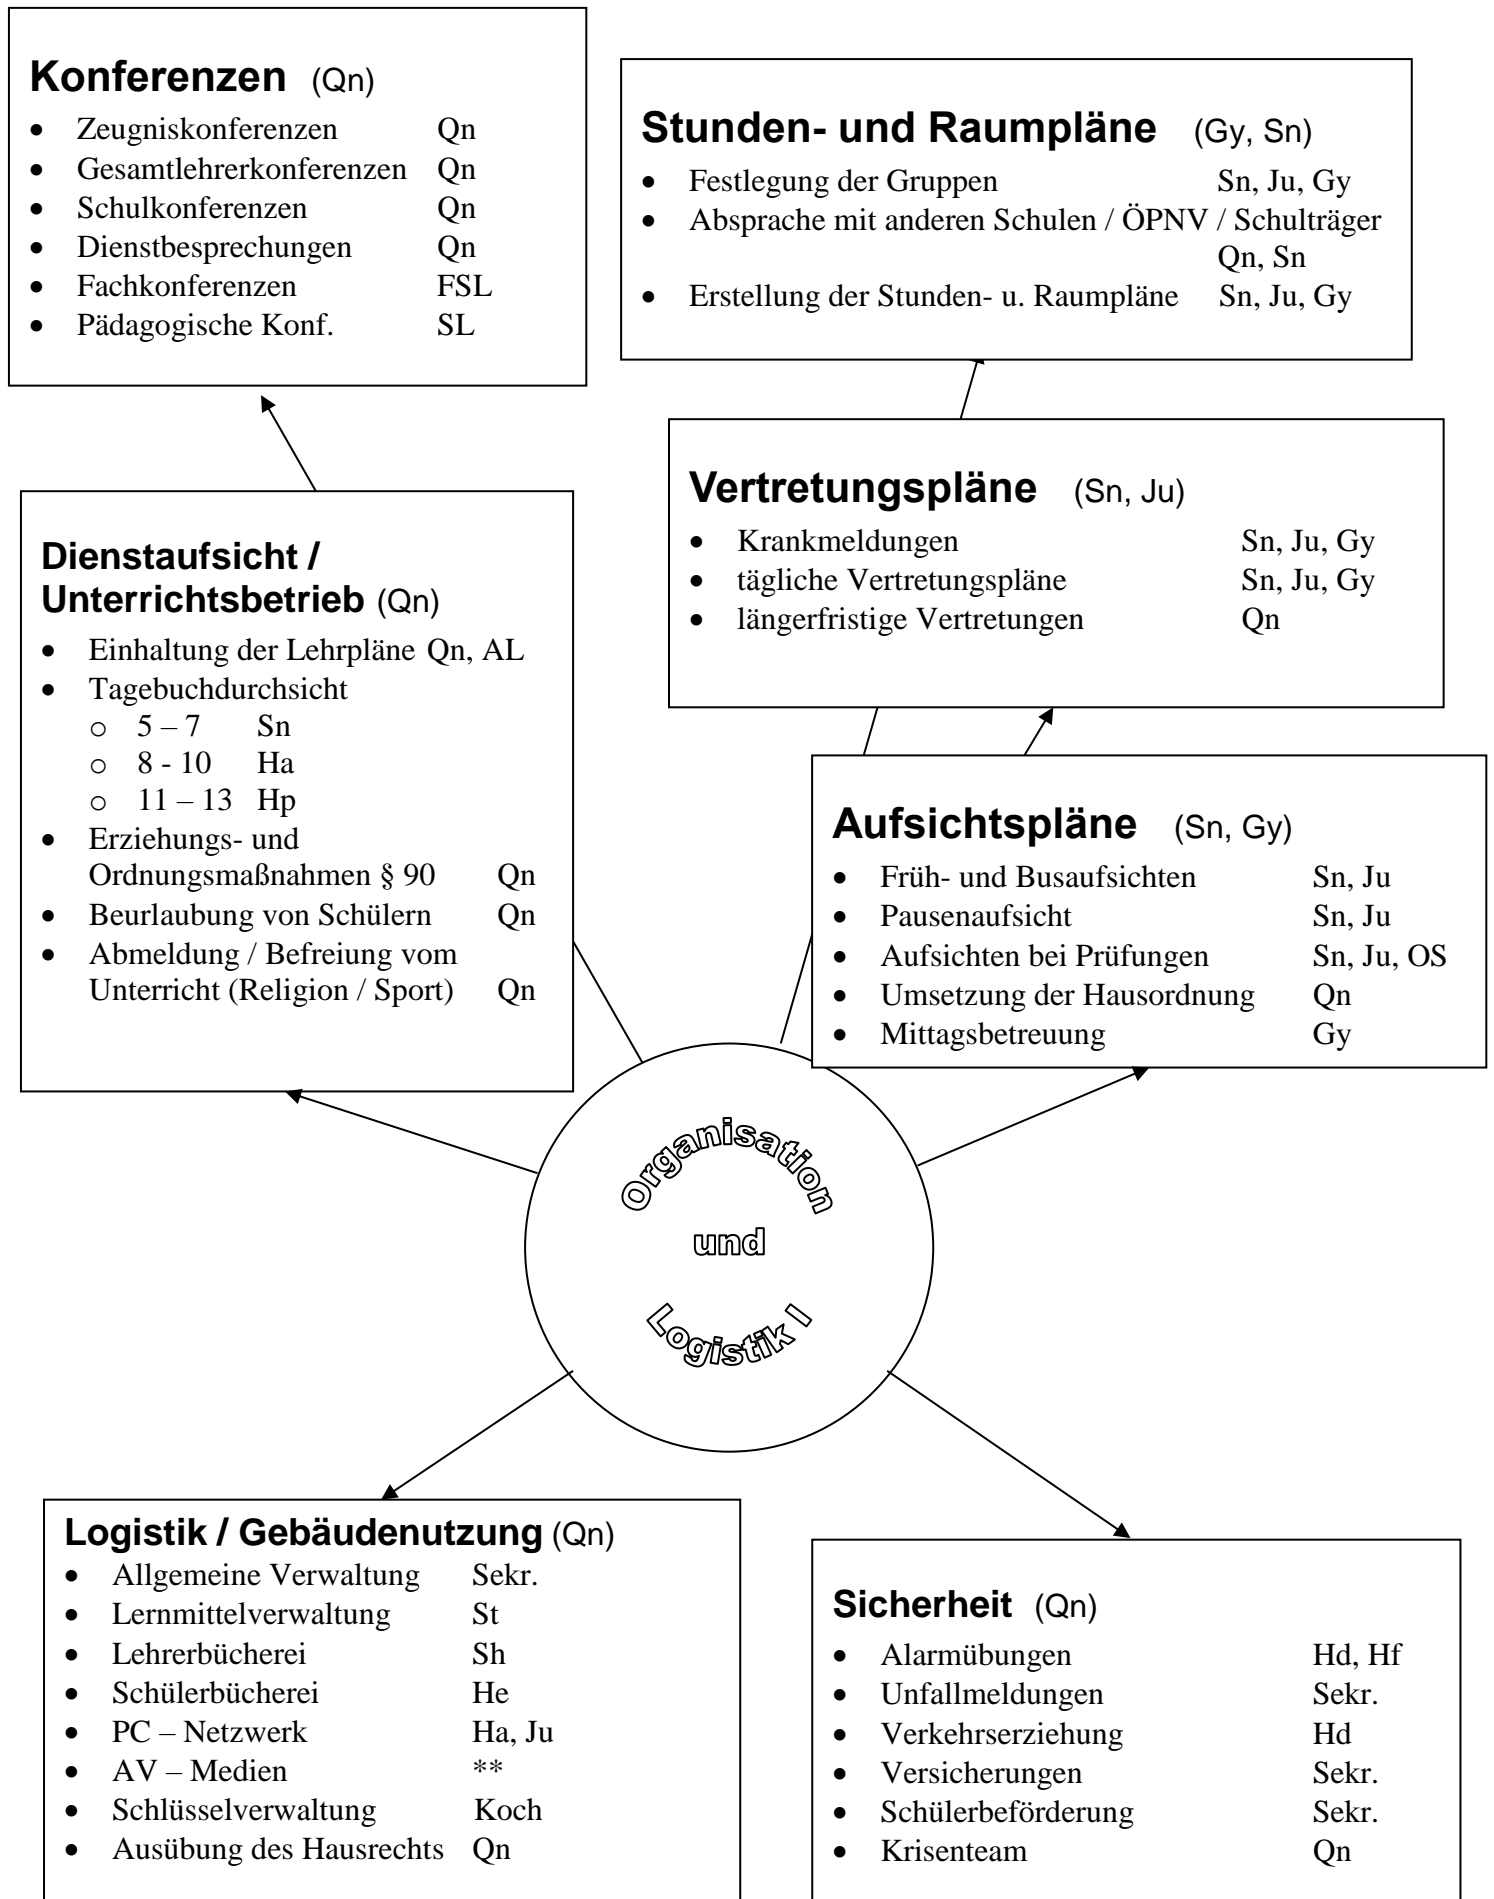 Konferenzen (Qn)
• Zeugniskonferenzen Qn
• Gesamtlehrerkonferenzen Qn
• Schulkonferenzen Qn
• Dienstbesprechungen Qn
• Fachkonferenzen FSL
• Pädagogische Konf. SL
Stunden- und Raumpläne (Gy, Sn)
• Festlegung der Gruppen Sn, Ju, Gy
• Absprache mit anderen Schulen / ÖPNV / Schulträger
Qn, Sn
• Erstellung der Stunden- u. Raumpläne Sn, Ju, Gy
Vertretungspläne (Sn, Ju)
• Krankmeldungen Sn, Ju, Gy
• tägliche Vertretungspläne Sn, Ju, Gy
• längerfristige Vertretungen Qn
Dienstaufsicht /
Unterrichtsbetrieb (Qn)
• Einhaltung der Lehrpläne Qn, AL
• Tagebuchdurchsicht
o 5 – 7 Sn
o 8 - 10 Ha
o 11 – 13 Hp
• Erziehungs- und
Ordnungsmaßnahmen § 90 Qn
• Beurlaubung von Schülern Qn
• Abmeldung / Befreiung vom
Unterricht (Religion / Sport) Qn
Aufsichtspläne (Sn, Gy)
• Früh- und Busaufsichten Sn, Ju
• Pausenaufsicht Sn, Ju
• Aufsichten bei Prüfungen Sn, Ju, OS
• Umsetzung der Hausordnung Qn
• Mittagsbetreuung Gy
Organisation
und
Logistik I
Logistik / Gebäudenutzung (Qn)
• Allgemeine Verwaltung Sekr.
• Lernmittelverwaltung St
• Lehrerbücherei Sh
• Schülerbücherei He
• PC – Netzwerk Ha, Ju
• AV – Medien **
• Schlüsselverwaltung Koch
• Ausübung des Hausrechts Qn
Sicherheit (Qn)
• Alarmübungen Hd, Hf
• Unfallmeldungen Sekr.
• Verkehrserziehung Hd
• Versicherungen Sekr.
• Schülerbeförderung Sekr.
• Krisenteam Qn